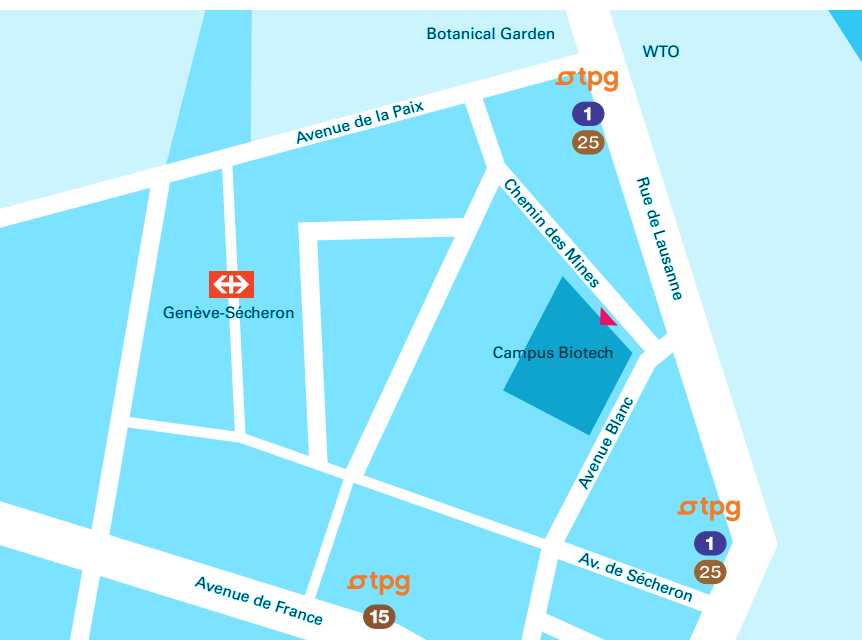 Botanical Garden
WTO
tpg
1
25
Avenue de la Paix
Chemin des Mines
Rue de Lausanne
Genève-Sécheron
Campus Biotech
Avenue Blanc
tpg
1
25
Av. de Sécheron
tpg
15
Avenue de France